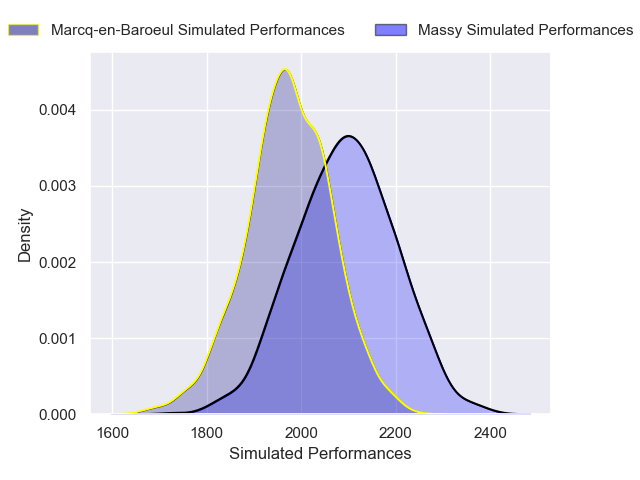 Marcq-en-Baroeul Simulated Performances Massy Simulated Performances
0.004
0.003
0.002
0.001
0.000
Density
1600 1800 2000 2200 2400
Simulated Performances